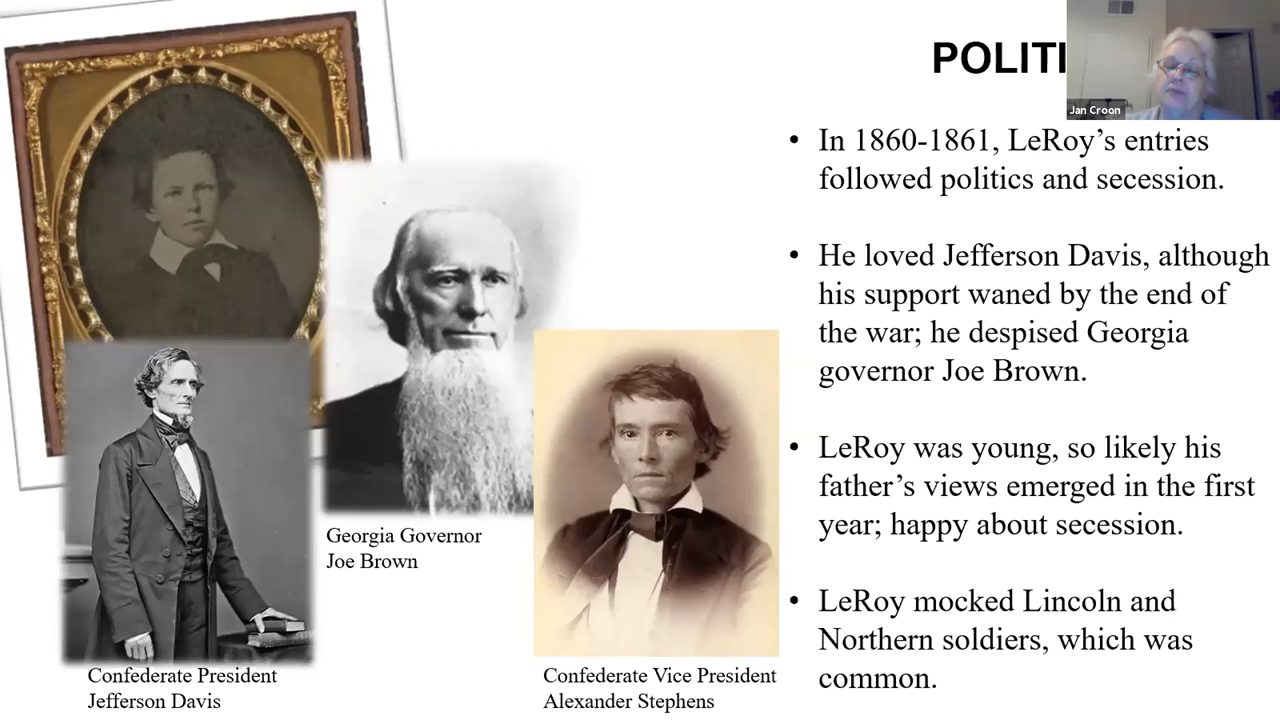 POLITI
Jan Croon
• In 1860-1861, LeRoy’s entries
followed politics and secession.
• He loved Jefferson Davis, although
his support waned by the end of
the war; he despised Georgia
governor Joe Brown.
• LeRoy was young, so likely his
father’s views emerged in the first
year; happy about secession.
• LeRoy mocked Lincoln and
Northern soldiers, which was
common.
Georgia Governor
Joe Brown
Confederate President
Jefferson Davis
Confederate Vice President
Alexander Stephens